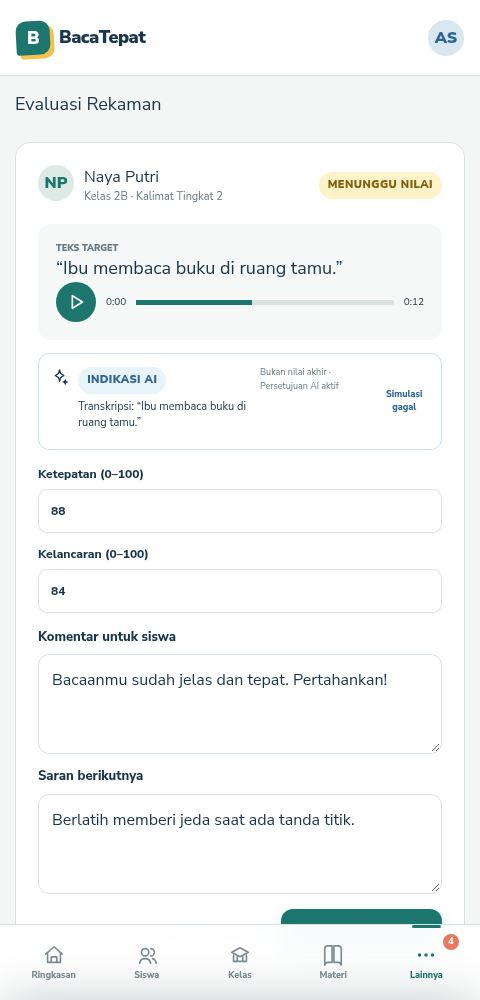 B BacaTepat
AS
Evaluasi Rekaman
NP
Naya Putri
Kelas 2B · Kalimat Tingkat 2
MENUNGGU NILAI
TEKS TARGET
“Ibu membaca buku di ruang tamu.”
0:00
0:12
INDIKASI AI
Transkripsi: “Ibu membaca buku di
ruang tamu.”
Bukan nilai akhir ·
Persetujuan AI aktif
Simulasi
gagal
Ketepatan (0–100)
88
Kelancaran (0–100)
84
Komentar untuk siswa
Bacaanmu sudah jelas dan tepat. Pertahankan!
Saran berikutnya
Berlatih memberi jeda saat ada tanda titik.
Ringkasan
Siswa
Kelas
Materi
4
Lainnya